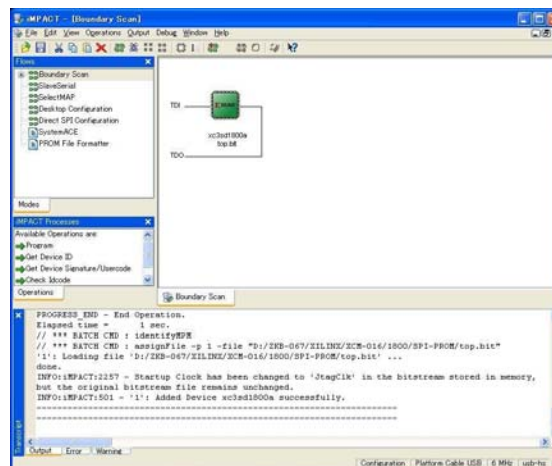 iMPACT - [Boundary Scan]
File Edit View Operations Output Debug Window Help
Flows
Boundary Scan
SlaveSerial
SelectMAP
Desktop Configuration
Direct SPI Configuration
SystemACE
PROM File Formatter
Modes
TDI
xc3sd1800a
top.bit
TDO
iMPACT Processes
Available Operations are:
Program
Get Device ID
Get Device Signature/Usercode
Check Idcode
Operations
Boundary Scan
PROGRESS_END - End Operation.
Elapsed time = 1 sec.
// *** BATCH CMD : identifyMPM
// *** BATCH CMD : assignFile -p 1 -file "D:/ZKB-067/XILINX/XCM-016/1800/SPI-PROM/top.bit"
'1': Loading file 'D:/ZKB-067/XILINX/XCM-016/1800/SPI-PROM/top.bit' ...
done.
INFO:iMPACT:2257 - Startup Clock has been changed to 'JtagClk' in the bitstream stored in memory,
but the original bitstream file remains unchanged.
INFO:iMPACT:501 - '1': Added Device xc3sd1800a successfully.
Transcript
Output Error Warning
Configuration Platform Cable USB 6 MHz usb-hs